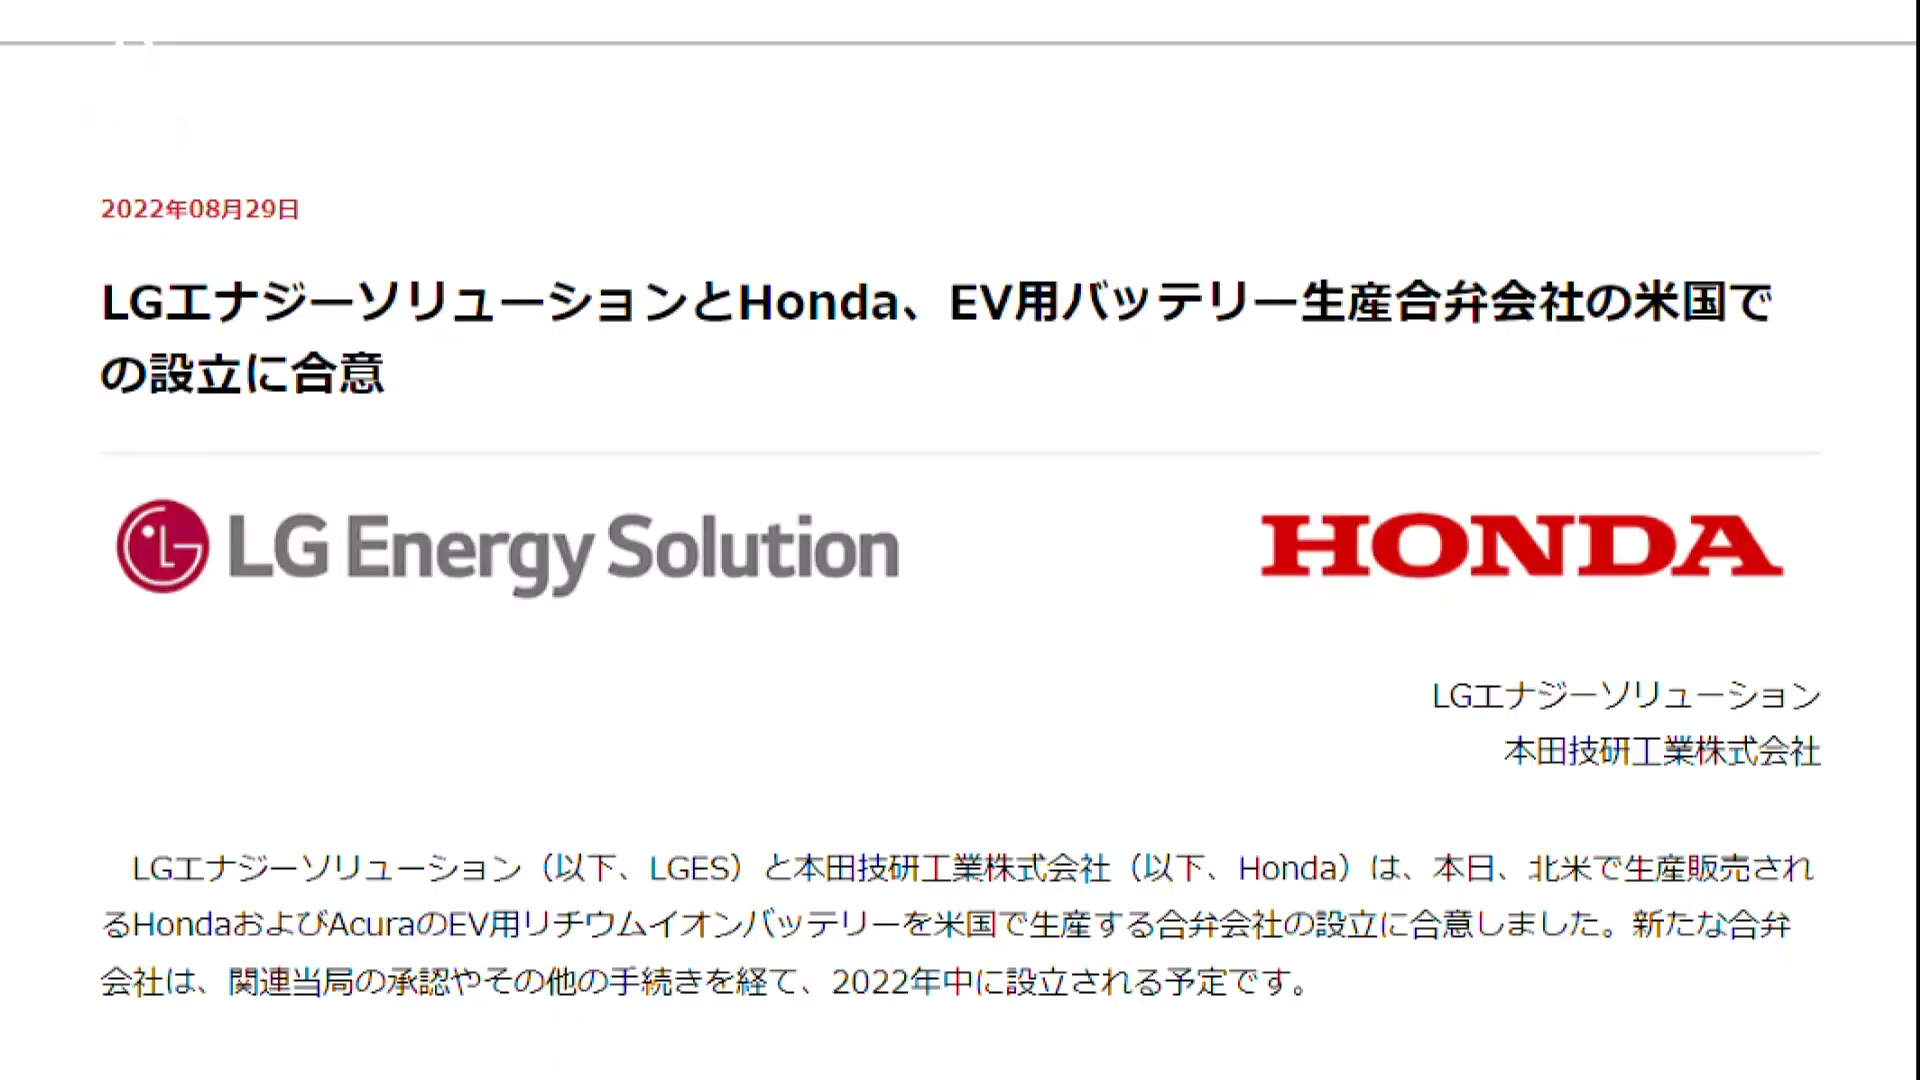 2022年08月29日
LGエナジーソリューションとHonda、EV用バッテリー生産合弁会社の米国で
の設立に合意
LG Energy Solution
HONDA
LGエナジーソリューション
本田技研工業株式会社
LGエナジーソリューション（以下、LGES）と本田技研工業株式会社（以下、Honda）は、本日、北米で生産販売され
るHondaおよびAcuraのEV用リチウムイオンバッテリーを米国で生産する合弁会社の設立に合意しました。新たな合弁
会社は、関連当局の承認やその他の手続きを経て、2022年中に設立される予定です。